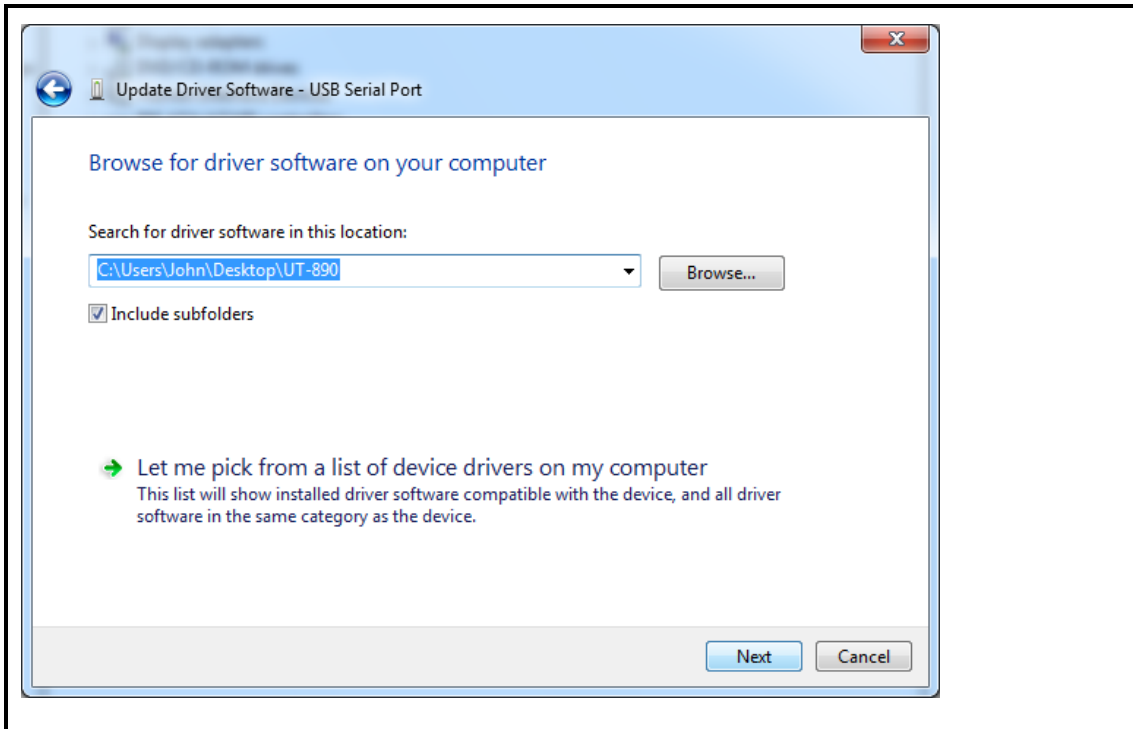 Display adapters
Update Driver Software - USB Serial Port
Browse for driver software on your computer
Search for driver software in this location:
C:\Users\John\Desktop\UT-890
Browse...
Include subfolders
Let me pick from a list of device drivers on my computer
This list will show installed driver software compatible with the device, and all driver
software in the same category as the device.
Next
Cancel